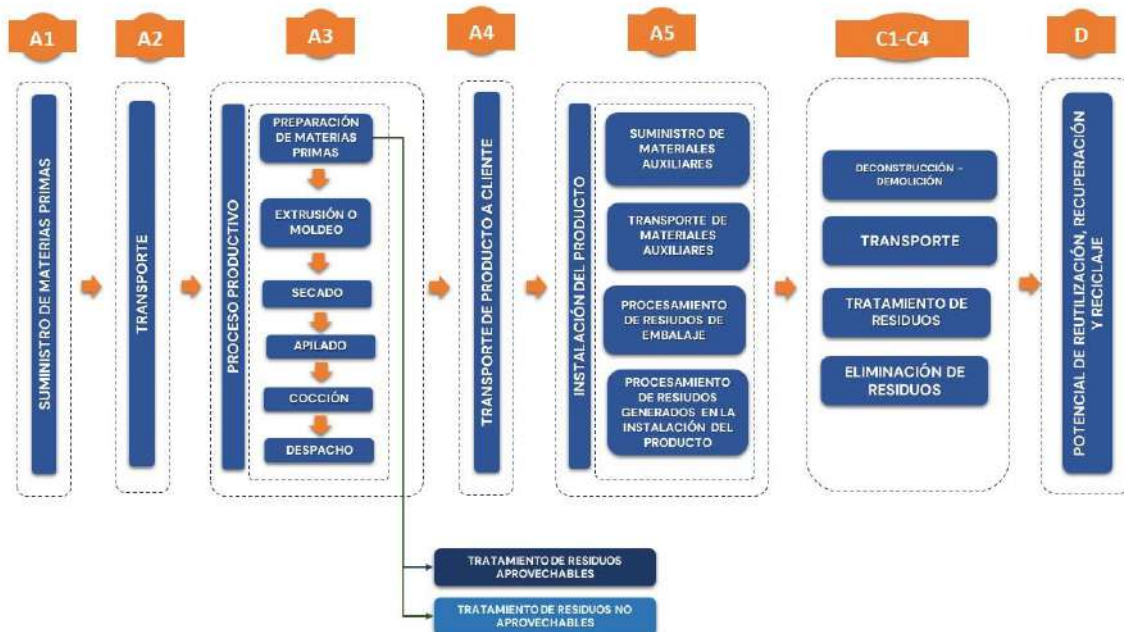 A1
A2
A3
A4
A5
C1-C4
D
SUMINISTRO DE MATERIAS PRIMAS
TRANSPORTE
PROCESO PRODUCTIVO
PREPARACIÓN
DE MATERIAS
PRIMAS
EXTRUSIÓN O
MOLDEO
SECADO
APILADO
COCCIÓN
DESPACHO
TRANSPORTE DE PRODUCTO A CLIENTE
INSTALACIÓN DEL PRODUCTO
SUMINISTRO DE
MATERIALES
AUXILIARES
TRANSPORTE DE
MATERIALES
AUXILIARES
PROCESAMIENTO
DE RESIUDOS DE
EMBALAJE
PROCESAMIENTO
DE RESIUDOS
GENERADOS EN LA
INSTALACIÓN DEL
PRODUCTO
DECONSTRUCCIÓN –
DEMOLICIÓN
TRANSPORTE
TRATAMIENTO DE
RESIDUOS
ELIMINACIÓN DE
RESIDUOS
POTENCIAL DE REUTILIZACIÓN, RECUPERACIÓN
Y RECICLAJE
TRATAMIENTO DE RESIDUOS
APROVECHABLES
TRATAMIENTO DE RESIDUOS NO
APROVECHABLES